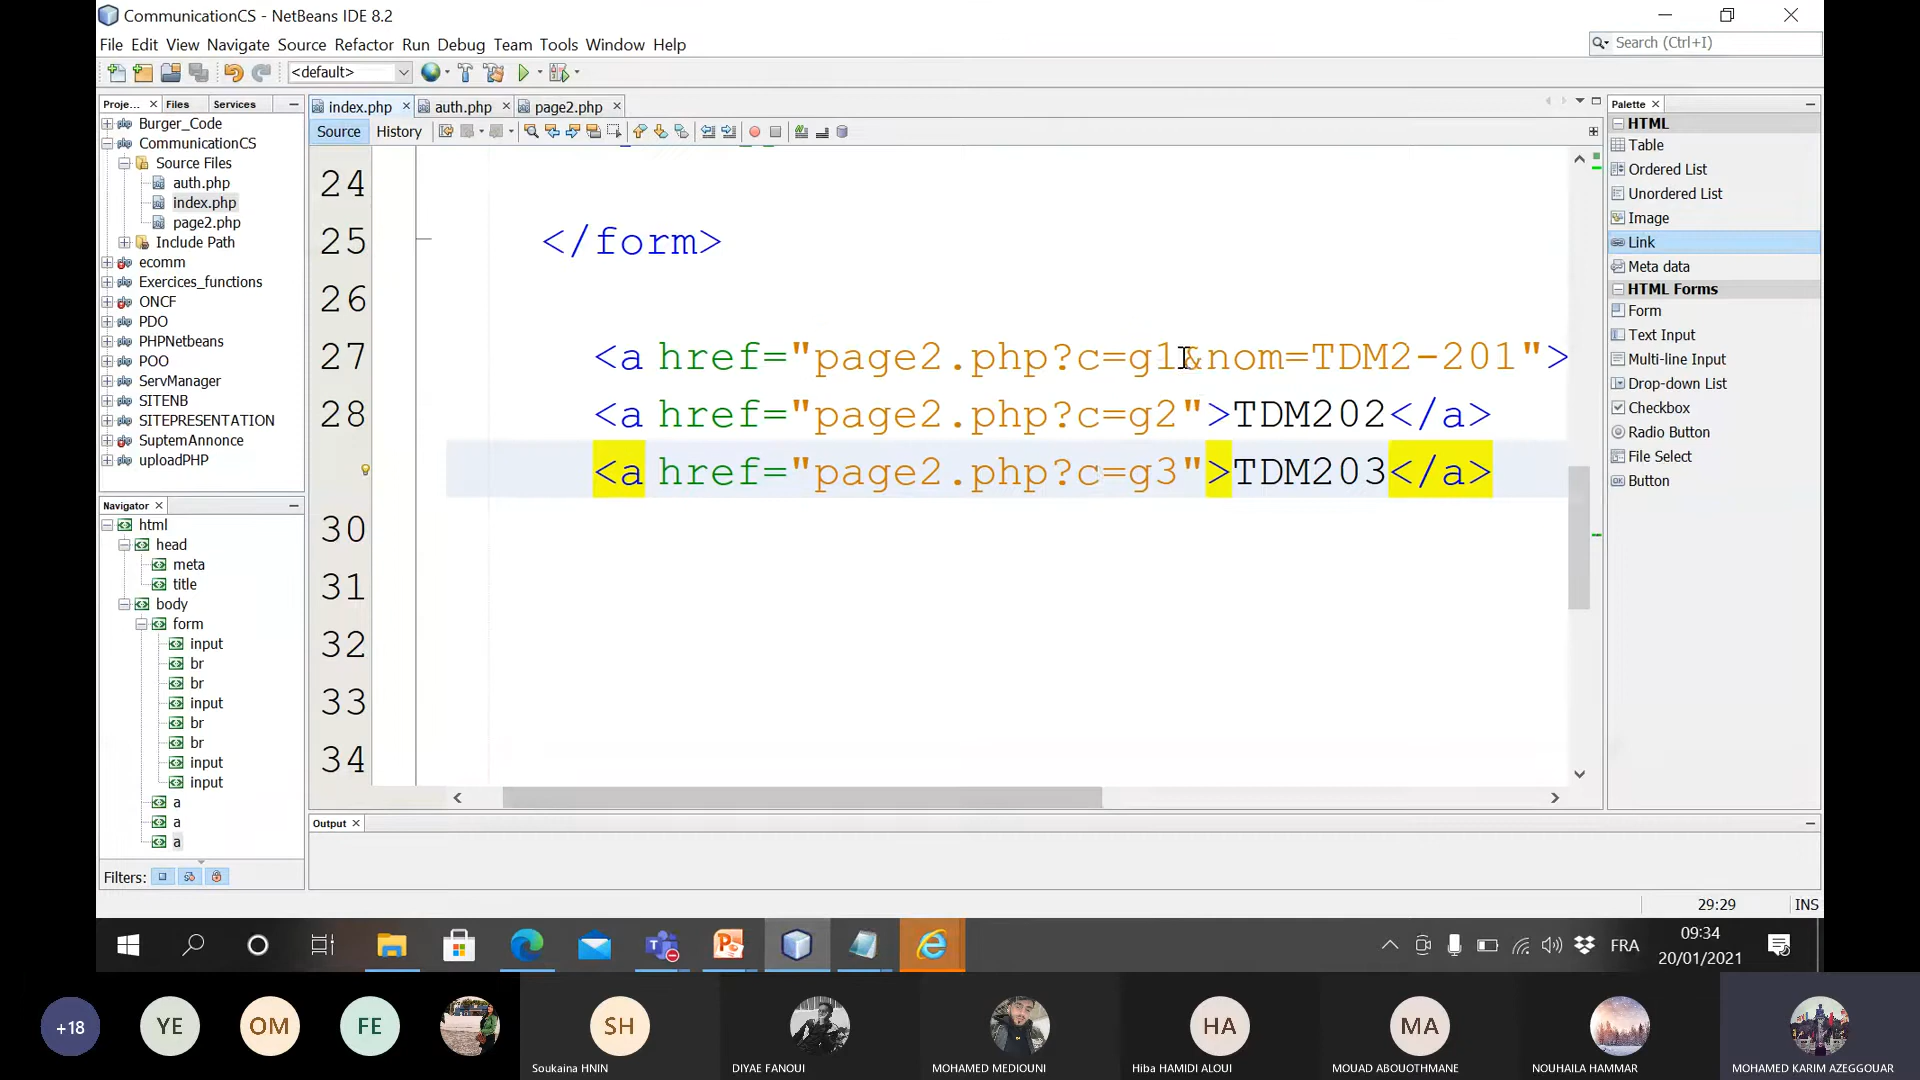 CommunicationCS - NetBeans IDE 8.2
File Edit View Navigate Source Refactor Run Debug Team Tools Window Help
Search (Ctrl+I)
<default>
Proje... Files Services
index.php auth.php page2.php
Palette
Source History
Burger_Code
CommunicationCS
Source Files
auth.php
index.php
page2.php
Include Path
ecomm
Exercices_functions
ONCF
PDO
PHPNetbeans
POO
ServManager
SITENB
SITEPRESENTATION
SuptemAnnonce
uploadPHP
Navigator
html
head
meta
title
body
form
input
br
br
input
br
br
input
input
a
a
a
Filters:
24
25 </form>
26
27 <a href="page2.php?c=g1&nom=TDM2-201">
28 <a href="page2.php?c=g2">TDM202</a>
<a href="page2.php?c=g3">TDM203</a>
30
31
32
33
34
Output
HTML
Table
Ordered List
Unordered List
Image
Link
Meta data
HTML Forms
Form
Text Input
Multi-line Input
Drop-down List
Checkbox
Radio Button
File Select
Button
29:29 INS
FRA
09:34
20/01/2021
+18 YE OM FE SH HA MA
Soukaina HNIN
DIYAE FANOUI
MOHAMED MEDIOUNI
Hiba HAMIDI ALOUI
MOUAD ABOUOTHMANE
NOUHAILA HAMMAR
MOHAMED KARIM AZEGGOUAR